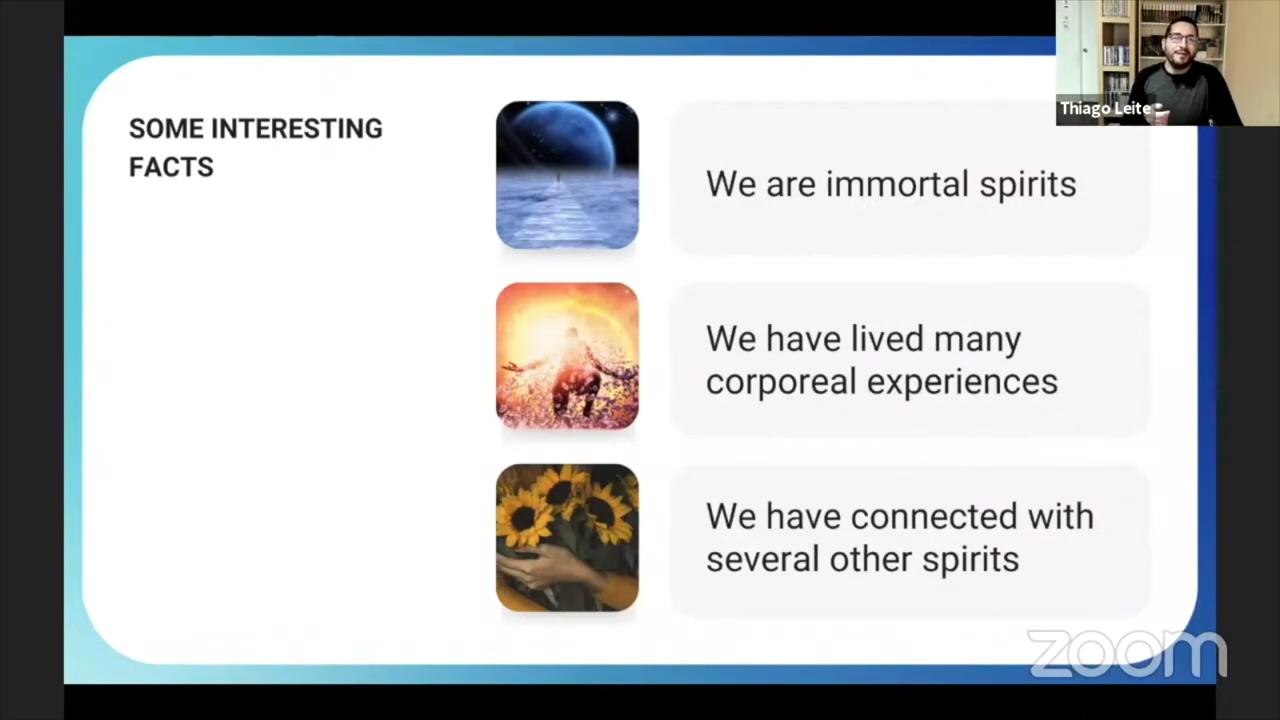 SOME INTERESTING
FACTS
Thiago Leite
We are immortal spirits
We have lived many
corporeal experiences
We have connected with
several other spirits
zoom